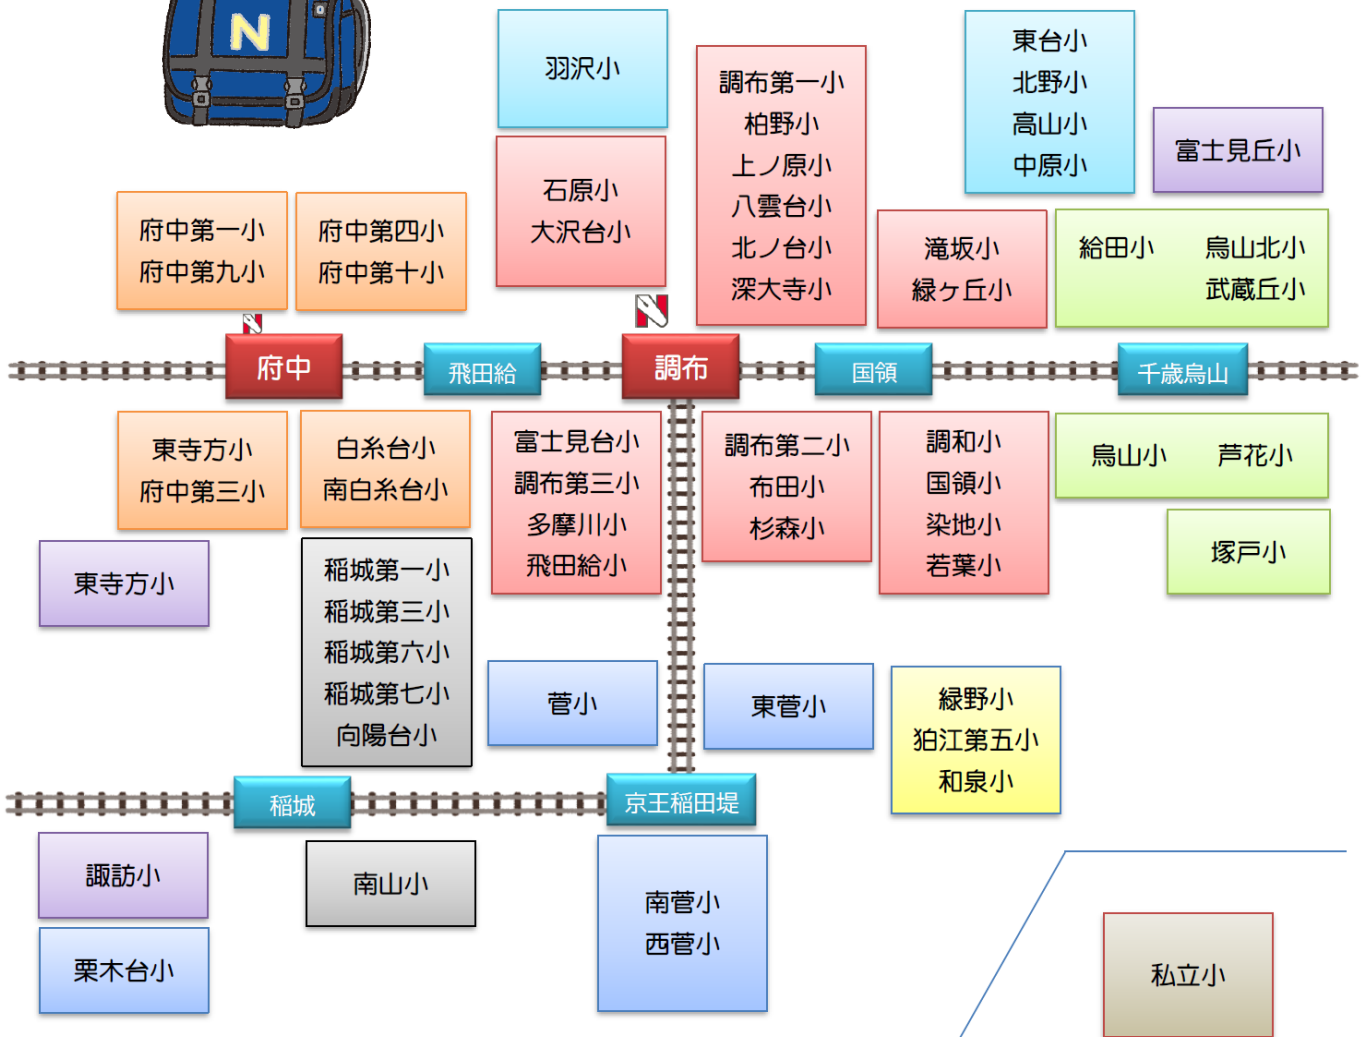 N
羽沢小
石原小
大沢台小
調布第一小
柏野小
上ノ原小
八雲台小
北ノ台小
深大寺小
東台小
北野小
高山小
中原小
富士見丘小
府中第一小
府中第九小
府中第四小
府中第十小
滝坂小
緑ヶ丘小
給田小 烏山北小
武蔵丘小
N
N
府中
飛田給
調布
国領
千歳烏山
東寺方小
府中第三小
白糸台小
南白糸台小
富士見台小
調布第三小
多摩川小
飛田給小
調布第二小
布田小
杉森小
調和小
国領小
染地小
若葉小
烏山小 芦花小
塚戸小
東寺方小
稲城第一小
稲城第三小
稲城第六小
稲城第七小
向陽台小
菅小
東菅小
緑野小
狛江第五小
和泉小
稲城
京王稲田堤
諏訪小
南山小
栗木台小
南菅小
西菅小
私立小